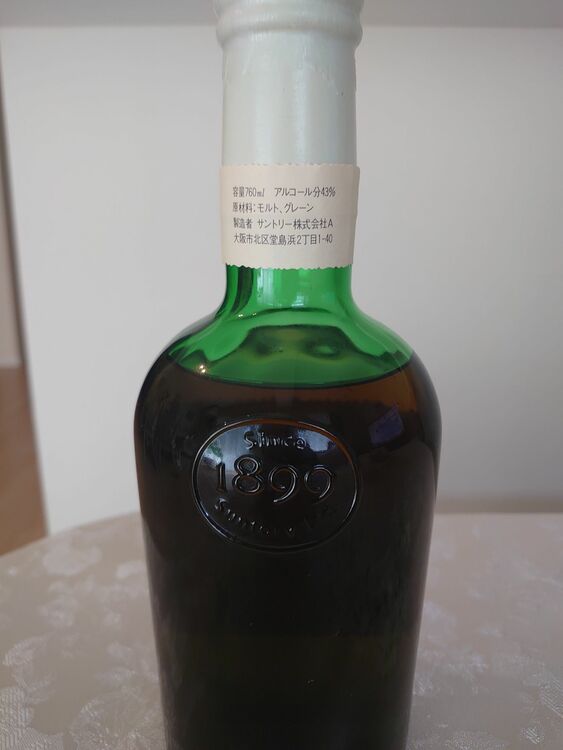 容量760ml アルコール分43%
原材料:モルト、グレーン
製造者 サントリー株式会社A
大阪市北区堂島浜2丁目1-40
Since
1899
Suntory Ltd.